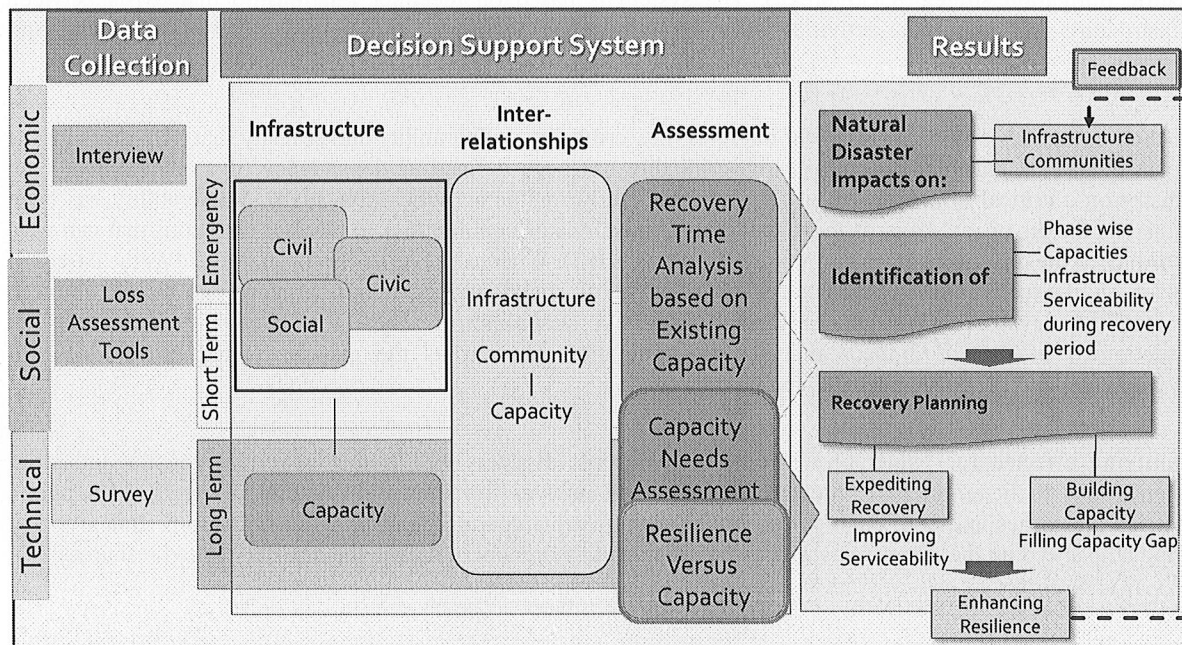 Data
Collection
Decision Support System
Results
Feedback
Economic
Social
Technical
Interview
Loss
Assessment
Tools
Survey
Infrastructure
Inter-
relationships
Assessment
Emergency
Short Term
Long Term
Civil
Civic
Social
Capacity
Infrastructure
Community
Capacity
Recovery
Time
Analysis
based on
Existing
Capacity
Capacity
Needs
Assessment
Resilience
Versus
Capacity
Natural
Disaster
Impacts on:
Infrastructure
Communities
Identification of
Phase wise
Capacities
Infrastructure
Serviceability
during recovery
period
Recovery Planning
Expediting
Recovery
Improving
Serviceability
Building
Capacity
Filling Capacity Gap
Enhancing
Resilience